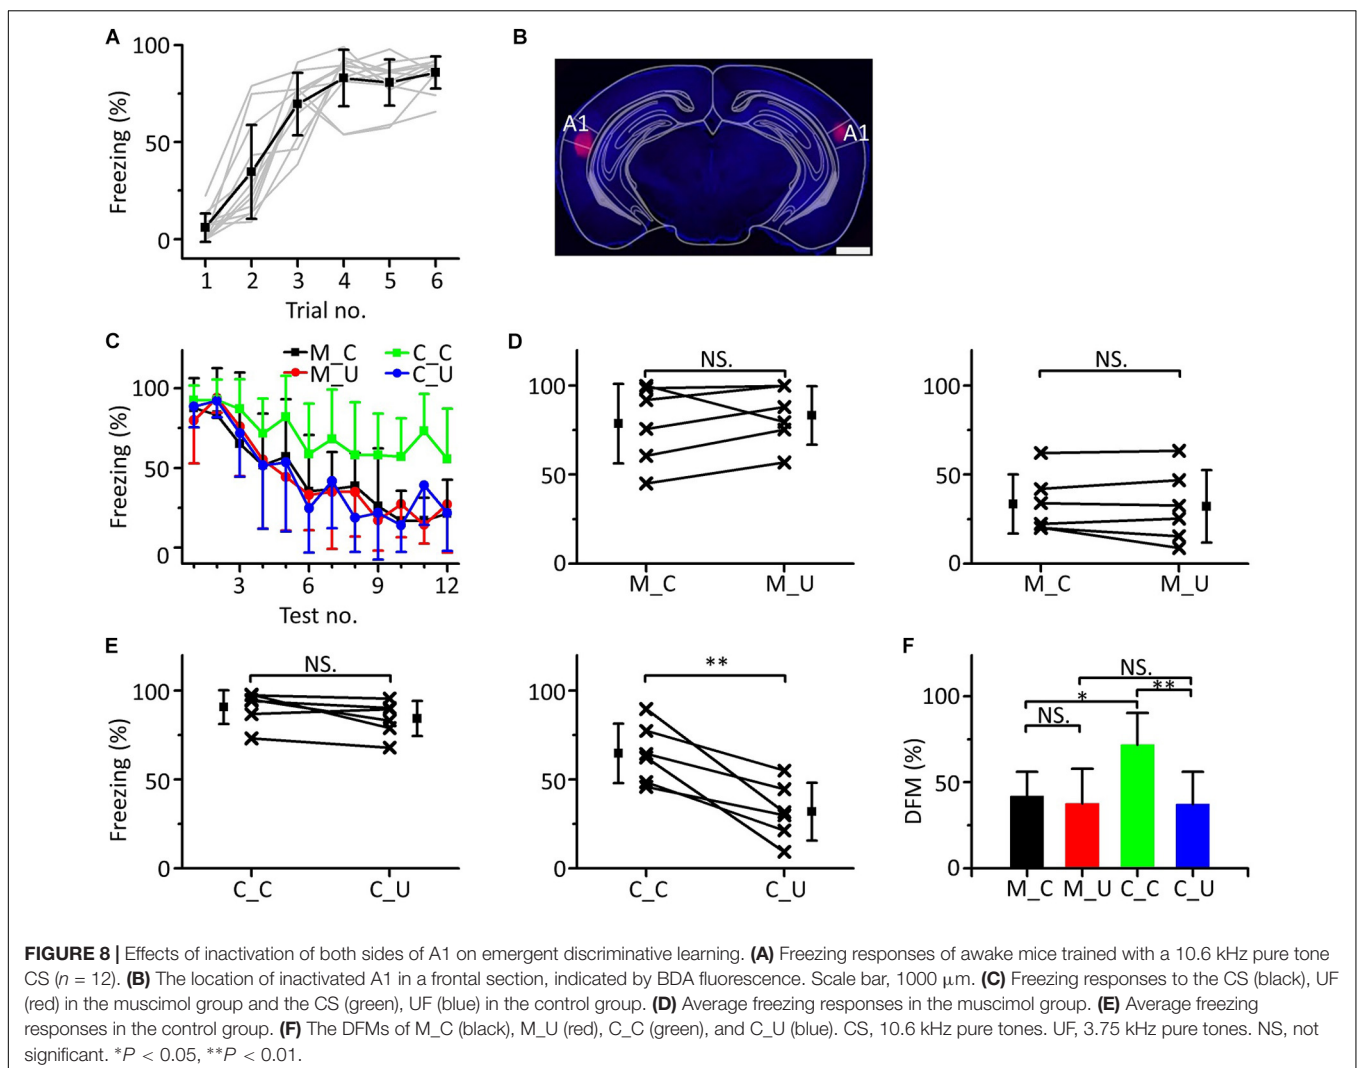 A
100
50
0
Freezing (%)
1 2 3 4 5 6
Trial no.
B
A1
A1
C
M_C C_C
M_U C_U
100
50
0
Freezing (%)
3 6 9 12
Test no.
D
NS.
100
50
0
M_C M_U
NS.
100
50
0
M_C M_U
E
NS.
100
50
0
Freezing (%)
C_C C_U
**
100
50
0
C_C C_U
F
NS.
* **
NS.
100
50
0
DFM (%)
M_C M_U C_C C_U
FIGURE 8 | Effects of inactivation of both sides of A1 on emergent discriminative learning. (A) Freezing responses of awake mice trained with a 10.6 kHz pure tone
CS (n = 12). (B) The location of inactivated A1 in a frontal section, indicated by BDA fluorescence. Scale bar, 1000 μm. (C) Freezing responses to the CS (black), UF
(red) in the muscimol group and the CS (green), UF (blue) in the control group. (D) Average freezing responses in the muscimol group. (E) Average freezing
responses in the control group. (F) The DFMs of M_C (black), M_U (red), C_C (green), and C_U (blue). CS, 10.6 kHz pure tones. UF, 3.75 kHz pure tones. NS, not
significant. *P < 0.05, **P < 0.01.